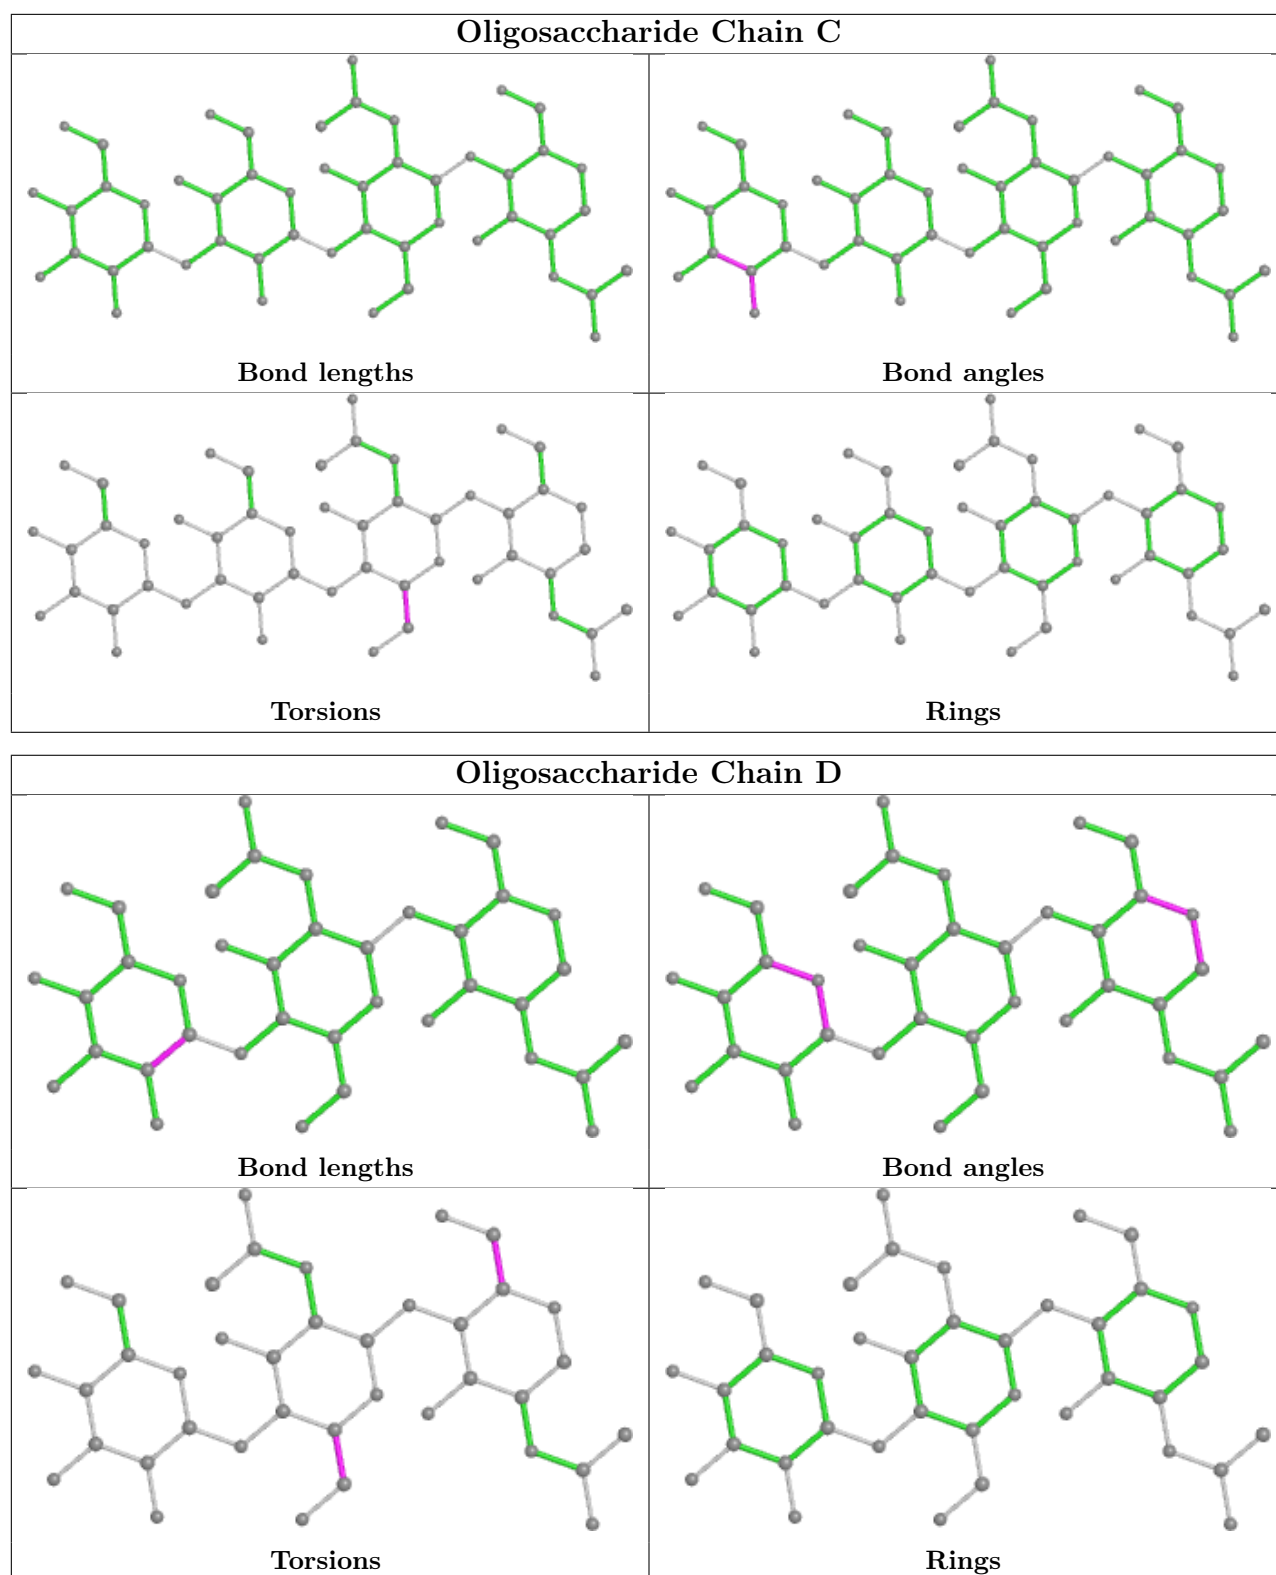 Oligosaccharide Chain C
Bond lengths
Bond angles
Torsions
Rings
Oligosaccharide Chain D
Bond lengths
Bond angles
Torsions
Rings